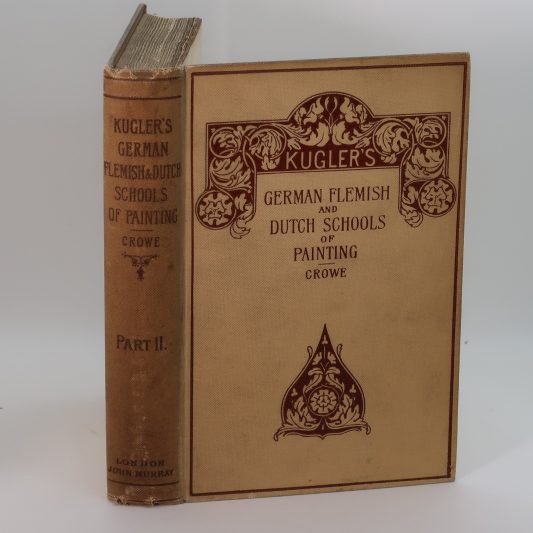 KUGLER'S
GERMAN
FLEMISH & DUTCH
SCHOOLS
OF PAINTING
CROWE
PART II.
LONDON
JOHN MURRAY
KUGLER'S
GERMAN FLEMISH
AND
DUTCH SCHOOLS
OF
PAINTING
CROWE